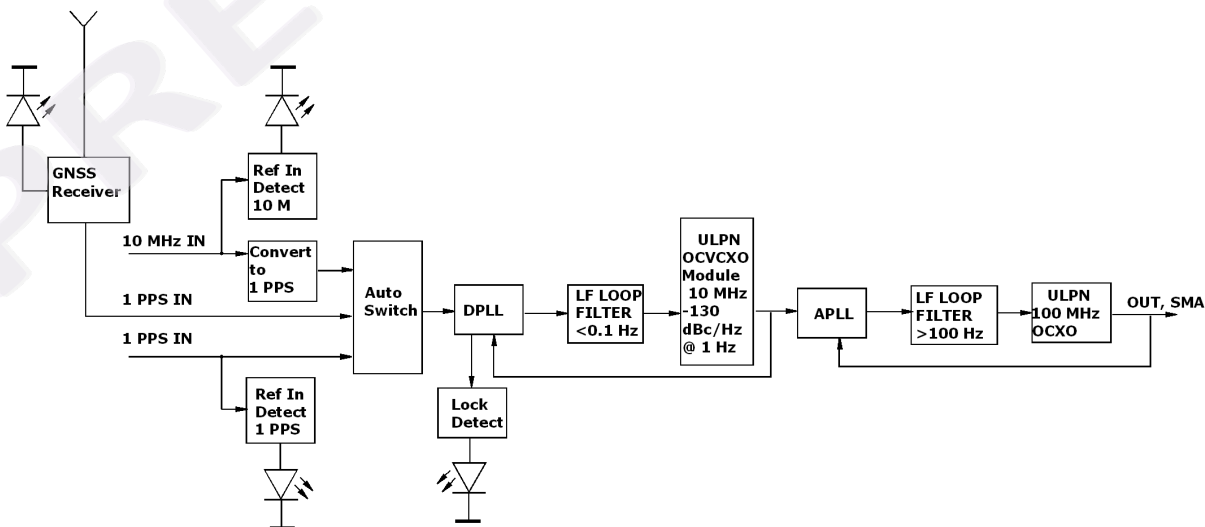 PRE
GNSS
Receiver
Ref In
Detect
10 M
10 MHz IN
Convert
to
1 PPS
1 PPS IN
1 PPS IN
Ref In
Detect
1 PPS
Auto
Switch
DPLL
Lock
Detect
LF LOOP
FILTER
<0.1 Hz
ULPN
OCVCXO
Module
10 MHz
-130
dBc/Hz
@ 1 Hz
APLL
LF LOOP
FILTER
>100 Hz
ULPN
100 MHz
OCXO
OUT, SMA